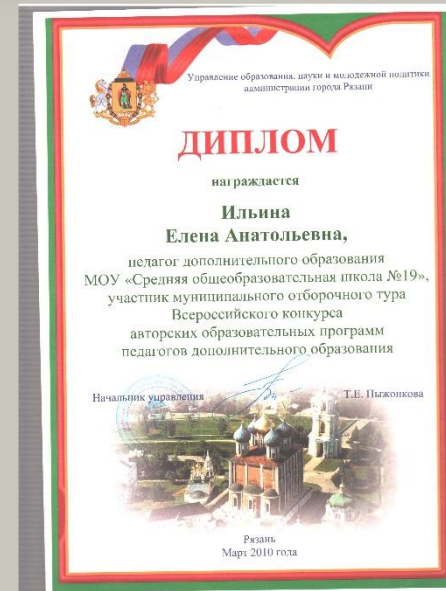 Управление образования, науки и молодежной политики
администрации города Рязани
ДИПЛОМ
награждается
Ильина
Елена Анатольевна,
педагог дополнительного образования
МОУ «Средняя общеобразовательная школа №19»,
участник муниципального отборочного тура
Всероссийского конкурса
авторских образовательных программ
педагогов дополнительного образования
Начальник управления
Т.Е. Пыжонкова
Рязань
Март 2010 года